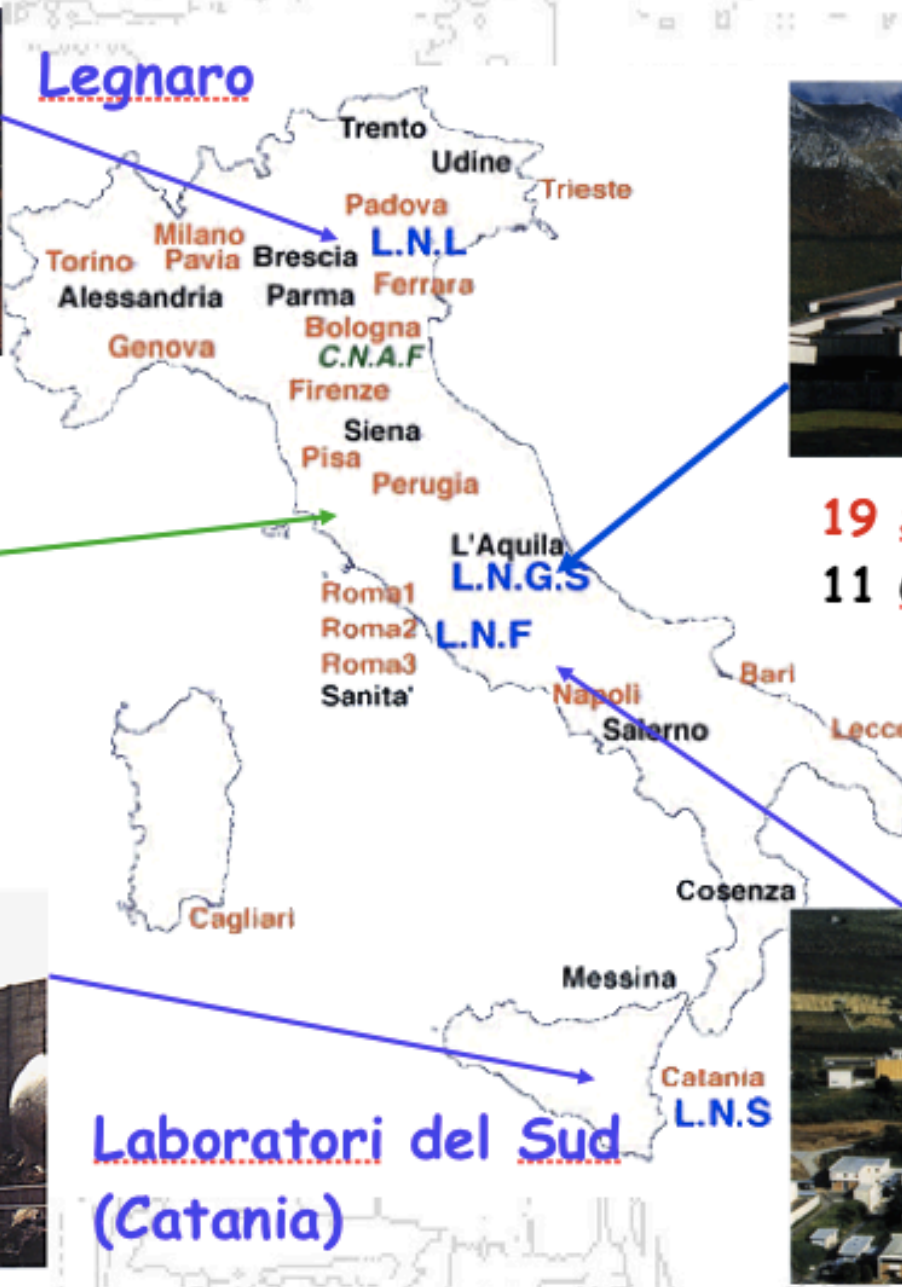 Legnaro
Trento
Udine
Trieste
Padova
Milano
L.N.L
Torino
Pavia
Brescia
Ferrara
Alessandria
Parma
Bologna
Genova
C.N.A.F
Firenze
Siena
Pisa
Perugia
19
L'Aquila
L.N.G.S
11
Roma1
Roma2
L.N.F
Roma3
Bari
Sanita'
Napoli
Salerno
Lecce
Cosenza
Cagliari
Messina
Catania
L.N.S
Laboratori del Sud
(Catania)